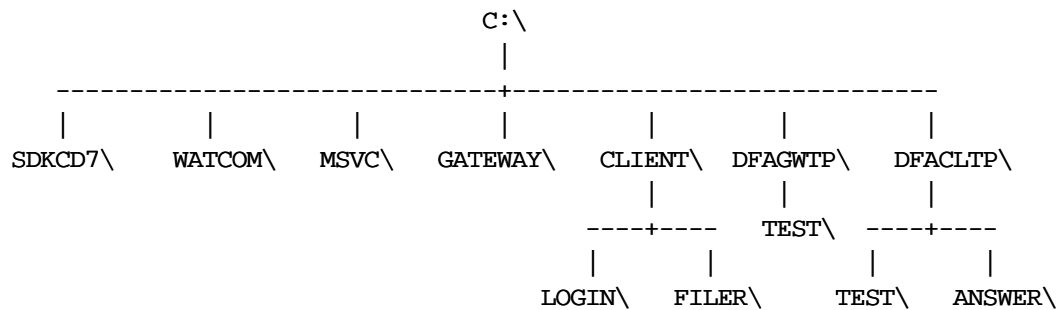 C:\
SDKCD7\ WATCOM\ MSVC\ GATEWAY\ CLIENT\ DFAGWTP\ DFACLTP\
TEST\
LOGIN\ FILER\ TEST\ ANSWER\